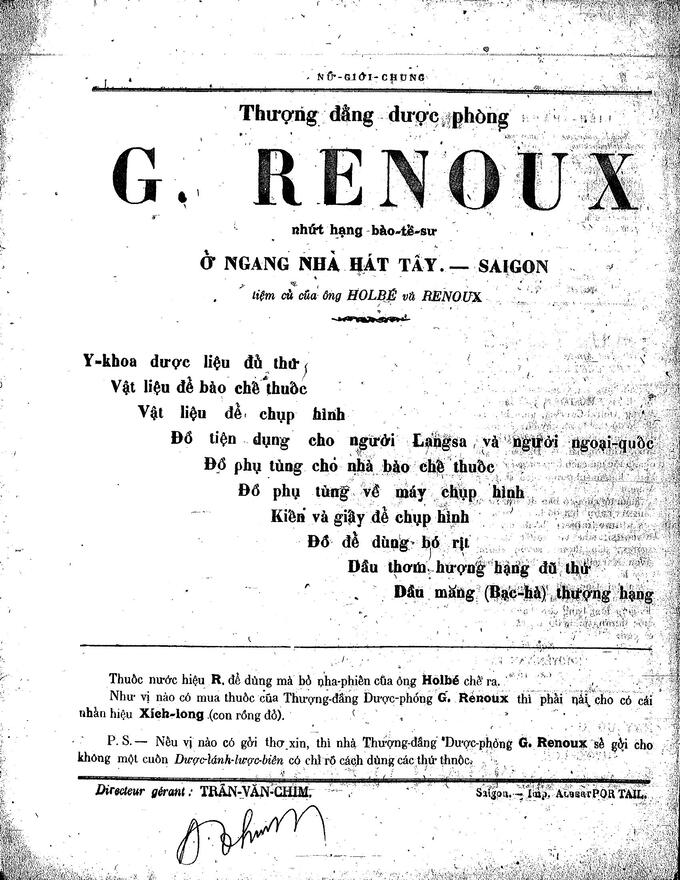 NỮ-GIỚI-CHUNG
Thượng đẳng dược phòng
G. RENOUX
nhứt hạng bào-tề-sư
Ở NGANG NHÀ HÁT TÂY. — SAIGON
tiệm củ của ông HOLBÉ và RENOUX
Y-khoa dược liệu đủ thứ
Vật liệu để bào chế thuốc
Vật liệu để chụp hình
Đồ tiện dụng cho người Langsa và người ngoại-quốc
Đồ phụ tùng cho nhà bào chế thuốc
Đồ phụ tùng về máy chụp hình
Kiến và giấy để chụp hình
Đồ để dùng bó rịt
Dầu thơm hượng hạng đũ thứ
Dầu măng (Bạc-hà) thượng hạng
Thuốc nước hiệu R, để dùng mà bỏ nha-phiến của ông Holbé chế ra.
Như vị nào có mua thuốc của Thượng-đẳng Dược-phóng G. Renoux thì phải nài cho có cái
nhãn hiệu Xích-long (con rồng đỏ).
P. S.— Nếu vị nào có gởi thơ xin, thì nhà Thượng-đẳng Dược-phòng G. Renoux sẽ gởi cho
không một cuốn Dược-tánh-lược-biên có chỉ rõ cách dùng các thứ thuốc.
Directeur gérant : TRẦN-VĂN-CHIM.
Saigon. — Imp. de PORTAIL.